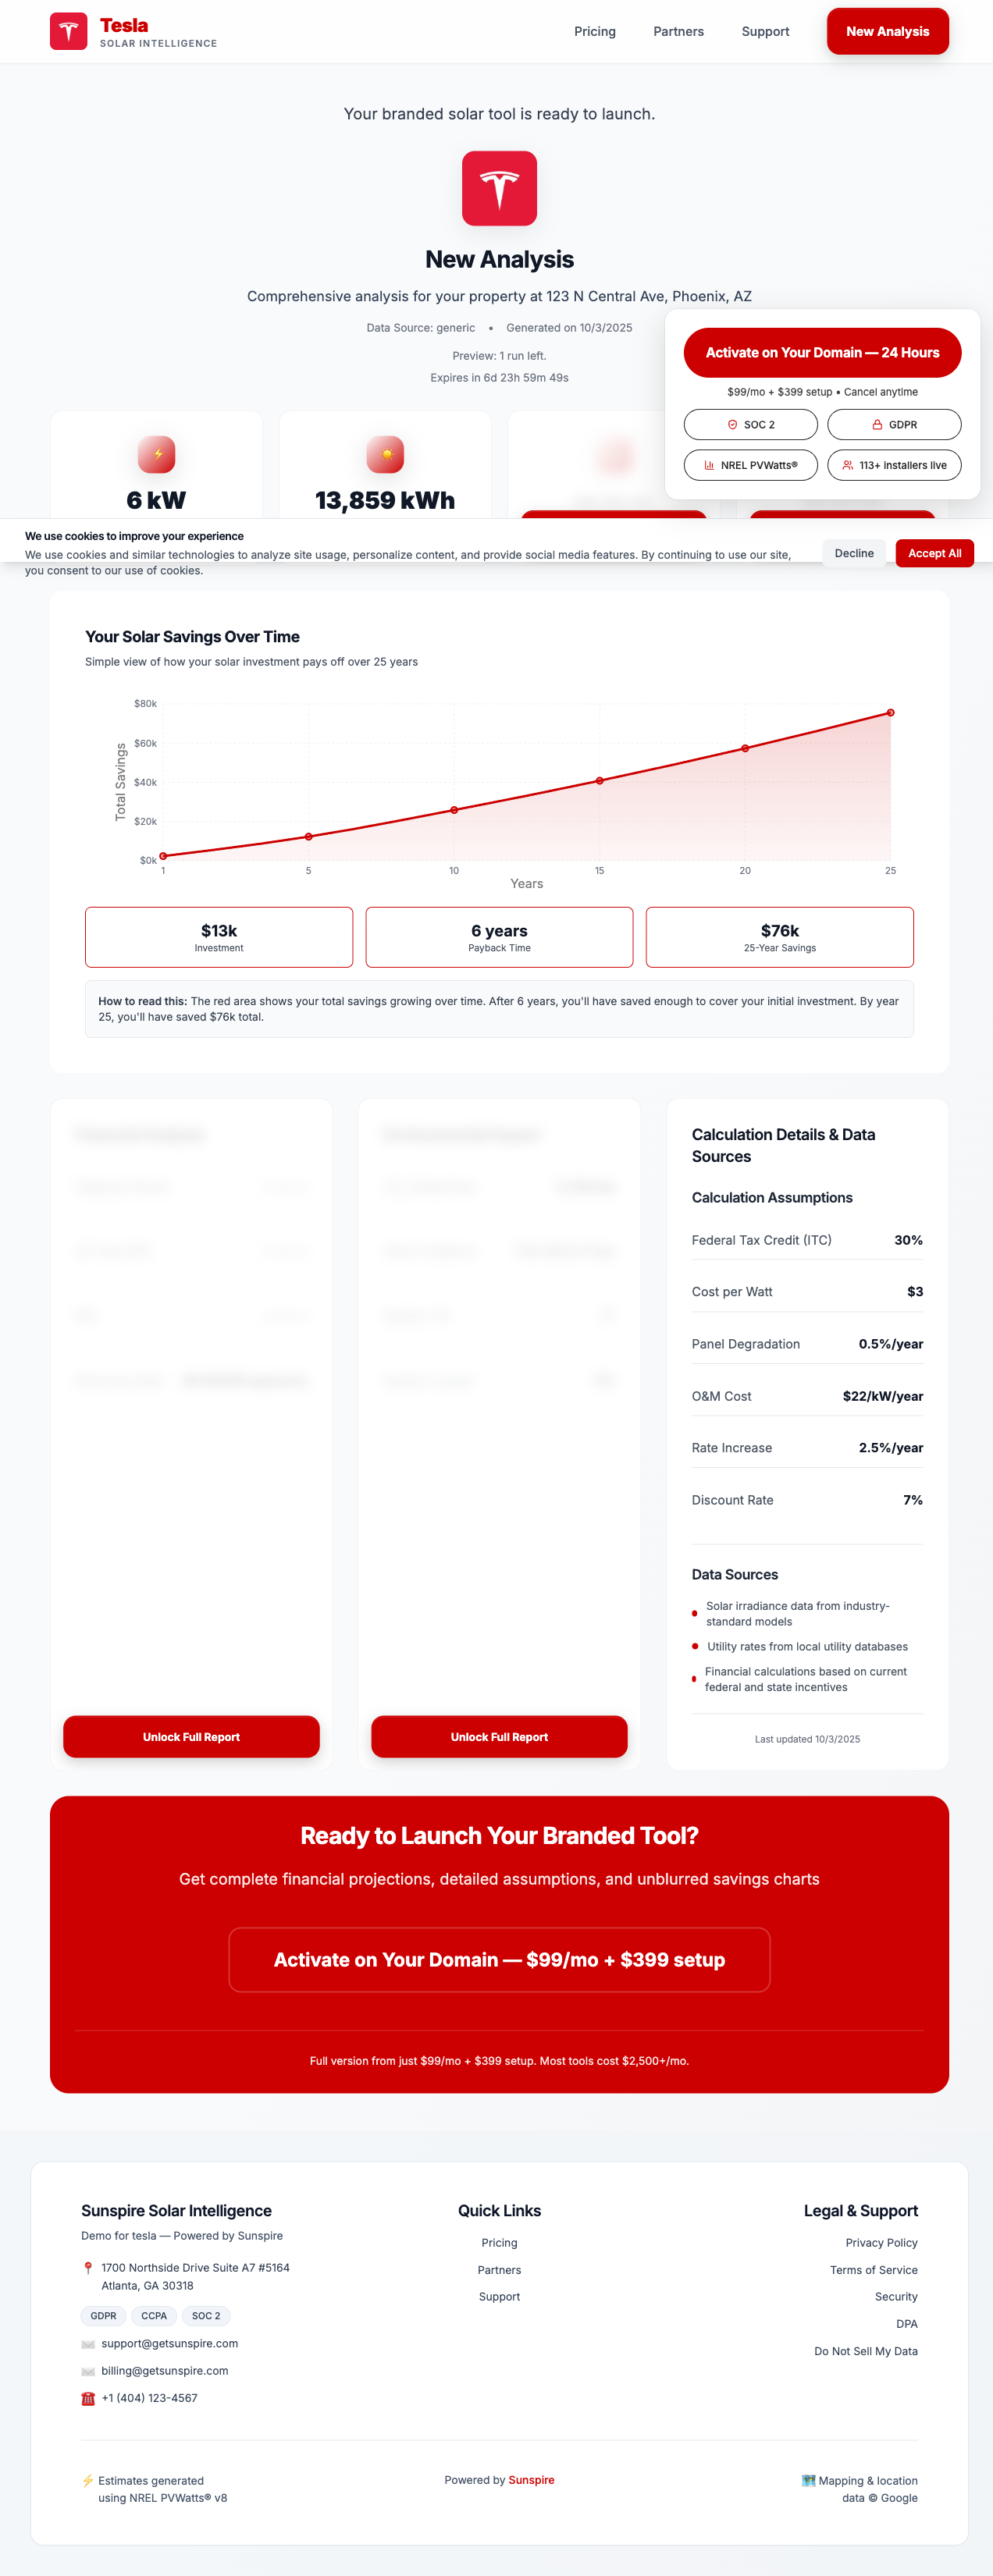 Tesla
SOLAR INTELLIGENCE
Pricing
Partners
Support
New Analysis
Your branded solar tool is ready to launch.
New Analysis
Comprehensive analysis for your property at 123 N Central Ave, Phoenix, AZ
Data Source: generic • Generated on 10/3/2025
Preview: 1 run left.
Expires in 6d 23h 59m 49s
Activate on Your Domain — 24 Hours
$99/mo + $399 setup • Cancel anytime
SOC 2
GDPR
NREL PVWatts®
113+ installers live
6 kW
13,859 kWh
We use cookies to improve your experience
We use cookies and similar technologies to analyze site usage, personalize content, and provide social media features. By continuing to use our site,
you consent to our use of cookies.
Decline
Accept All
Your Solar Savings Over Time
Simple view of how your solar investment pays off over 25 years
$80k
$60k
$40k
$20k
$0k
Total Savings
1
5
10
15
20
25
Years
$13k
Investment
6 years
Payback Time
$76k
25-Year Savings
How to read this: The red area shows your total savings growing over time. After 6 years, you'll have saved enough to cover your initial investment. By year
25, you'll have saved $76k total.
Unlock Full Report
Unlock Full Report
Calculation Details & Data
Sources
Calculation Assumptions
Federal Tax Credit (ITC) 30%
Cost per Watt $3
Panel Degradation 0.5%/year
O&M Cost $22/kW/year
Rate Increase 2.5%/year
Discount Rate 7%
Data Sources
Solar irradiance data from industry-
standard models
Utility rates from local utility databases
Financial calculations based on current
federal and state incentives
Last updated 10/3/2025
Ready to Launch Your Branded Tool?
Get complete financial projections, detailed assumptions, and unblurred savings charts
Activate on Your Domain — $99/mo + $399 setup
Full version from just $99/mo + $399 setup. Most tools cost $2,500+/mo.
Sunspire Solar Intelligence
Demo for tesla — Powered by Sunspire
1700 Northside Drive Suite A7 #5164
Atlanta, GA 30318
GDPR
CCPA
SOC 2
support@getsunspire.com
billing@getsunspire.com
+1 (404) 123-4567
Quick Links
Pricing
Partners
Support
Legal & Support
Privacy Policy
Terms of Service
Security
DPA
Do Not Sell My Data
Estimates generated
using NREL PVWatts® v8
Powered by Sunspire
Mapping & location
data © Google